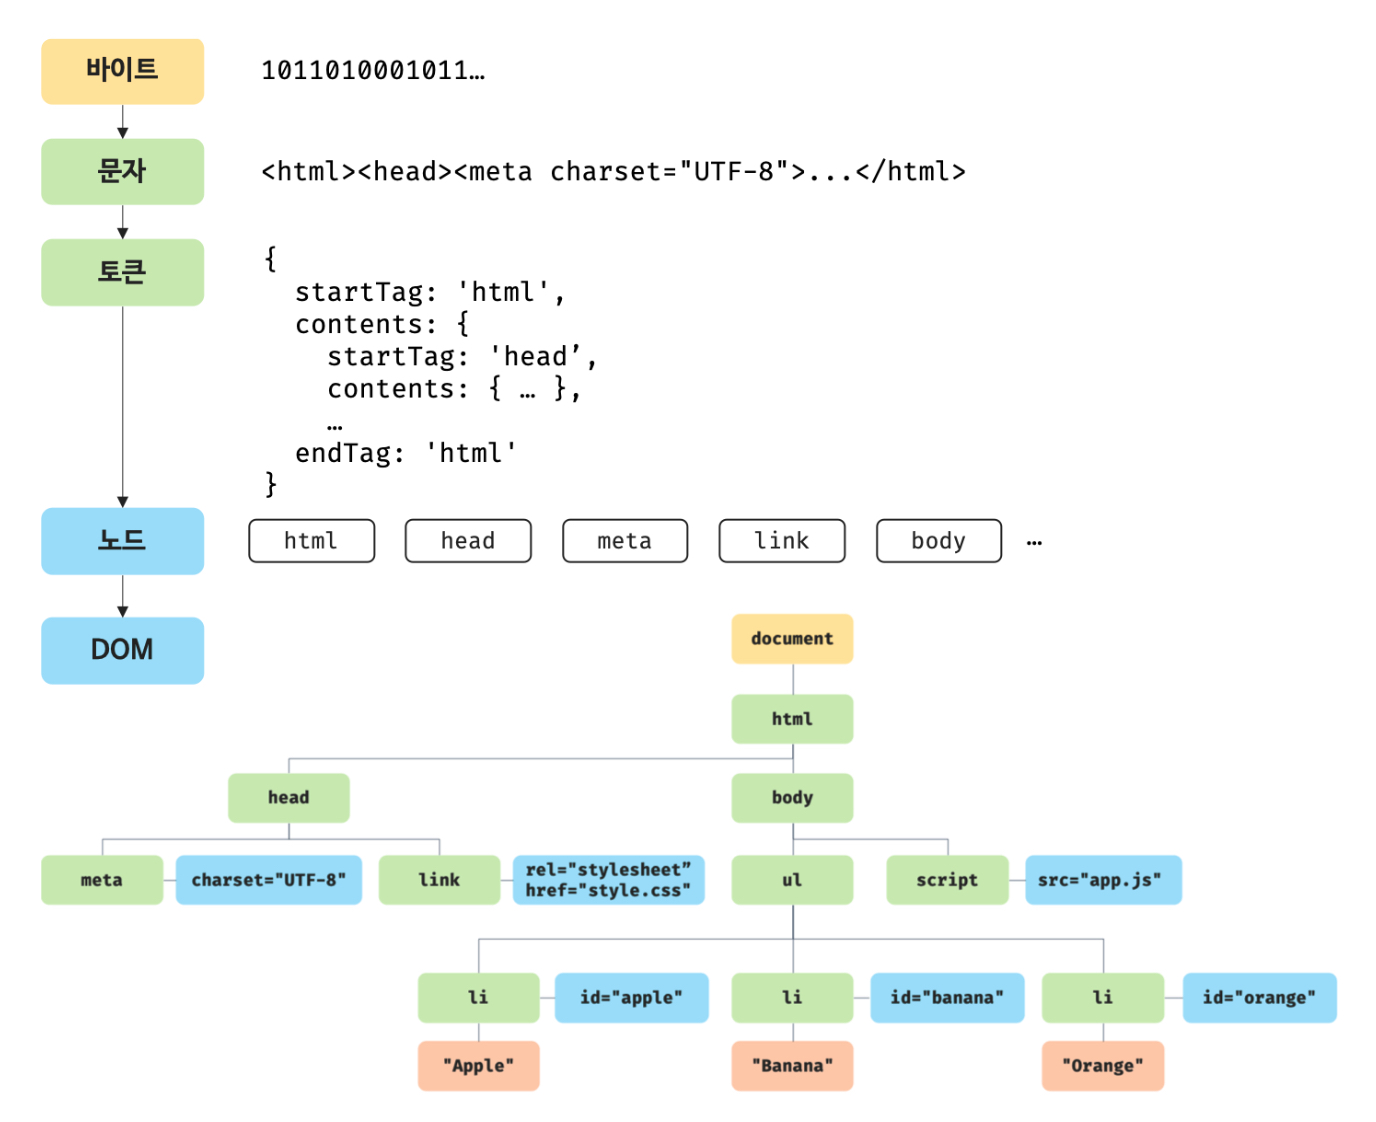 바이트
1011010001011…
문자
<html><head><meta charset="UTF-8">...</html>
토큰
{
startTag: 'html',
contents: {
startTag: 'head’,
contents: { … },
…
endTag: 'html'
}
노드
html head meta link body …
DOM
document
html
head body
meta charset="UTF-8" link rel="stylesheet” ul script src="app.js"
href="style.css"
li id="apple" li id="banana" li id="orange"
"Apple" "Banana" "Orange"